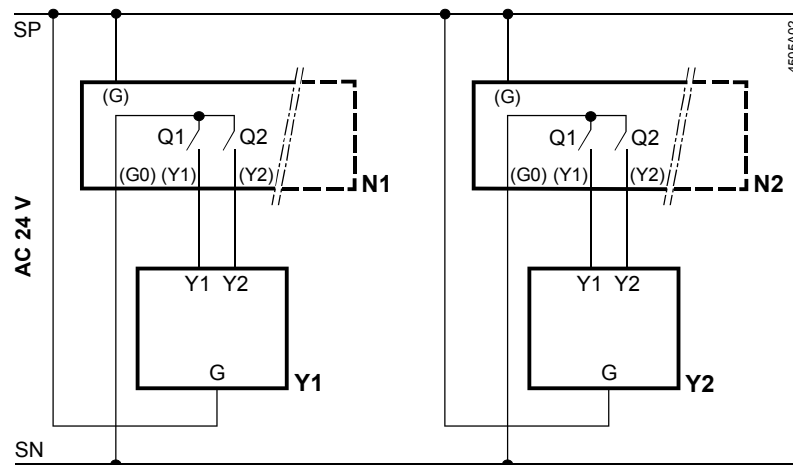 SP
4505A02
(G)
(G)
Q1 Q2
Q1 Q2
(G0) (Y1) (Y2)
N1
(G0) (Y1) (Y2)
N2
AC 24 V
Y1 Y2
Y1 Y2
G
Y1
G
Y2
SN